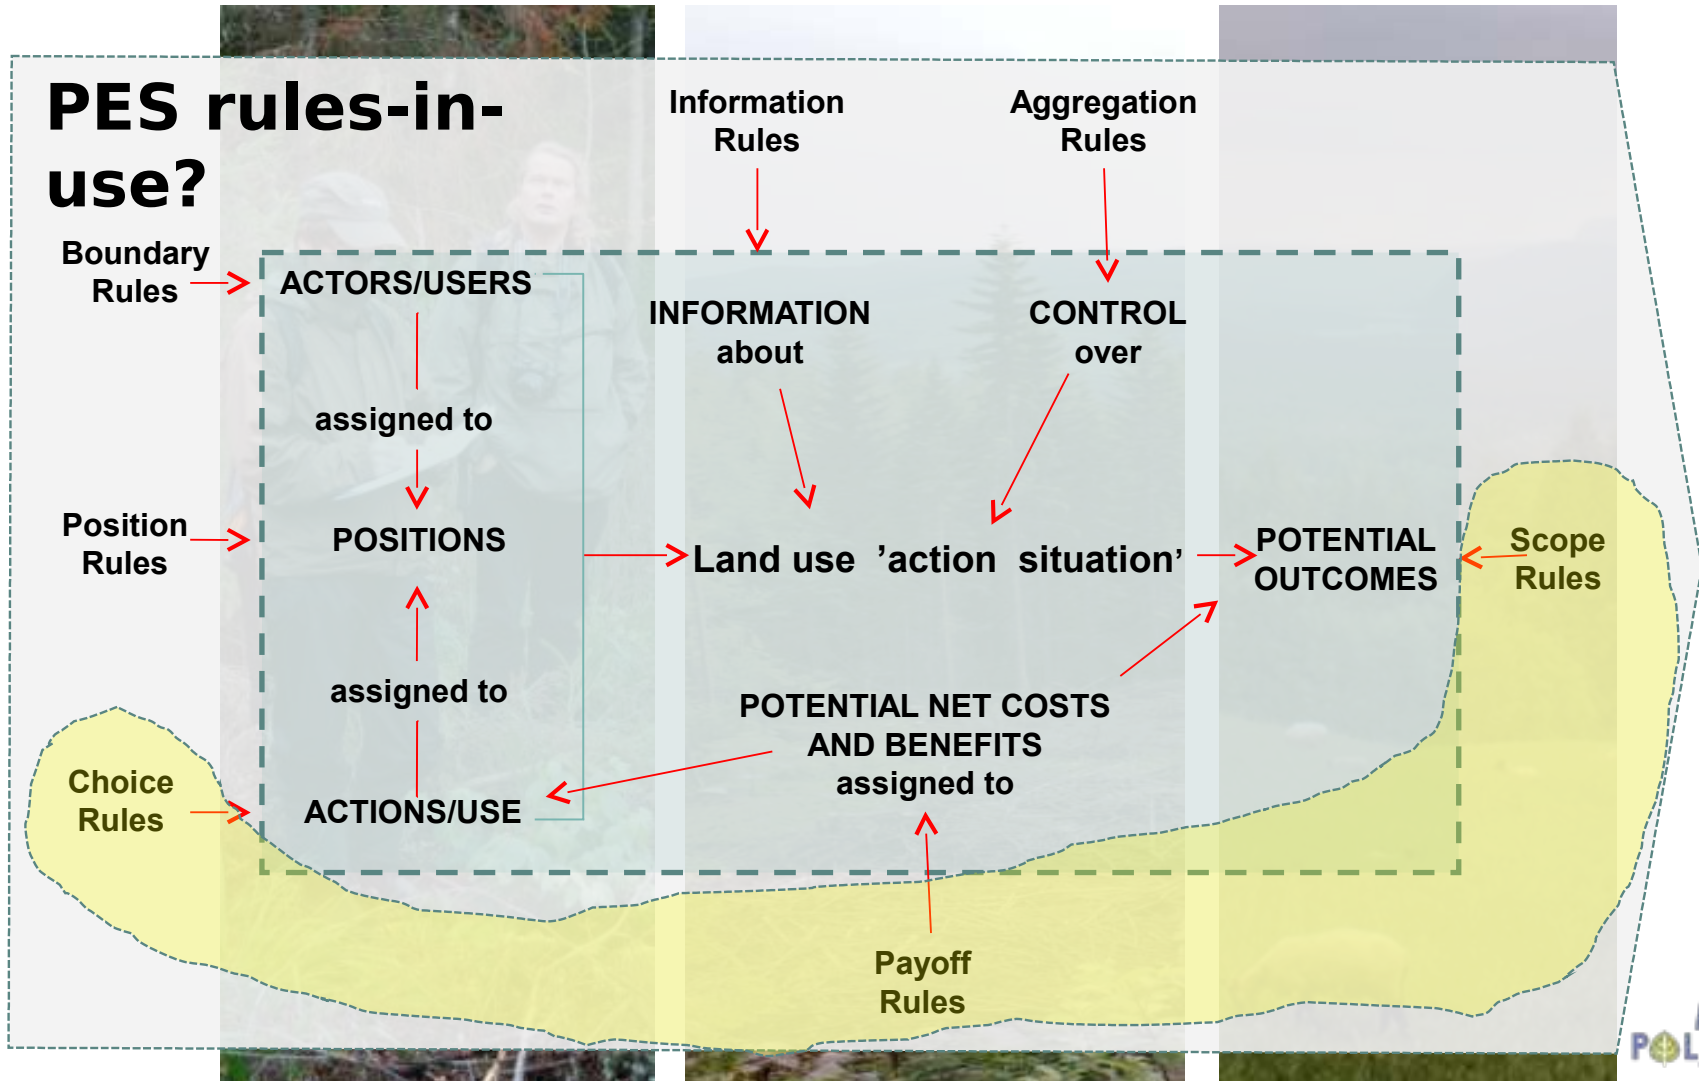 PES rules-in-
use?
Information
Rules
Aggregation
Rules
Boundary
Rules
ACTORS/USERS
INFORMATION
about
CONTROL
over
assigned to
Position
Rules
POSITIONS
Land use ’action situation’
POTENTIAL
OUTCOMES
Scope
Rules
assigned to
POTENTIAL NET COSTS
AND BENEFITS
assigned to
Choice
Rules
ACTIONS/USE
Payoff
Rules